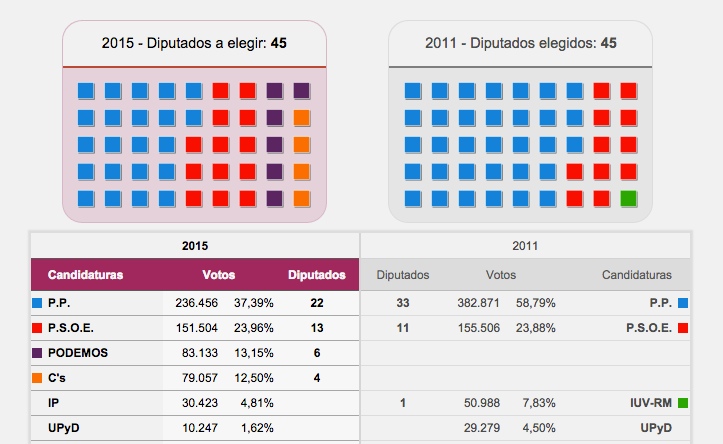 2015 - Diputados a elegir: 45
2011 - Diputados elegidos: 45
2015 2011
Candidaturas Votos Diputados Diputados Votos Candidaturas
P.P. 236.456 37,39% 22 33 382.871 58,79% P.P.
P.S.O.E. 151.504 23,96% 13 11 155.506 23,88% P.S.O.E.
PODEMOS 83.133 13,15% 6
C's 79.057 12,50% 4
IP 30.423 4,81% 1 50.988 7,83% IUV-RM
UPyD 10.247 1,62% 29.279 4,50% UPyD